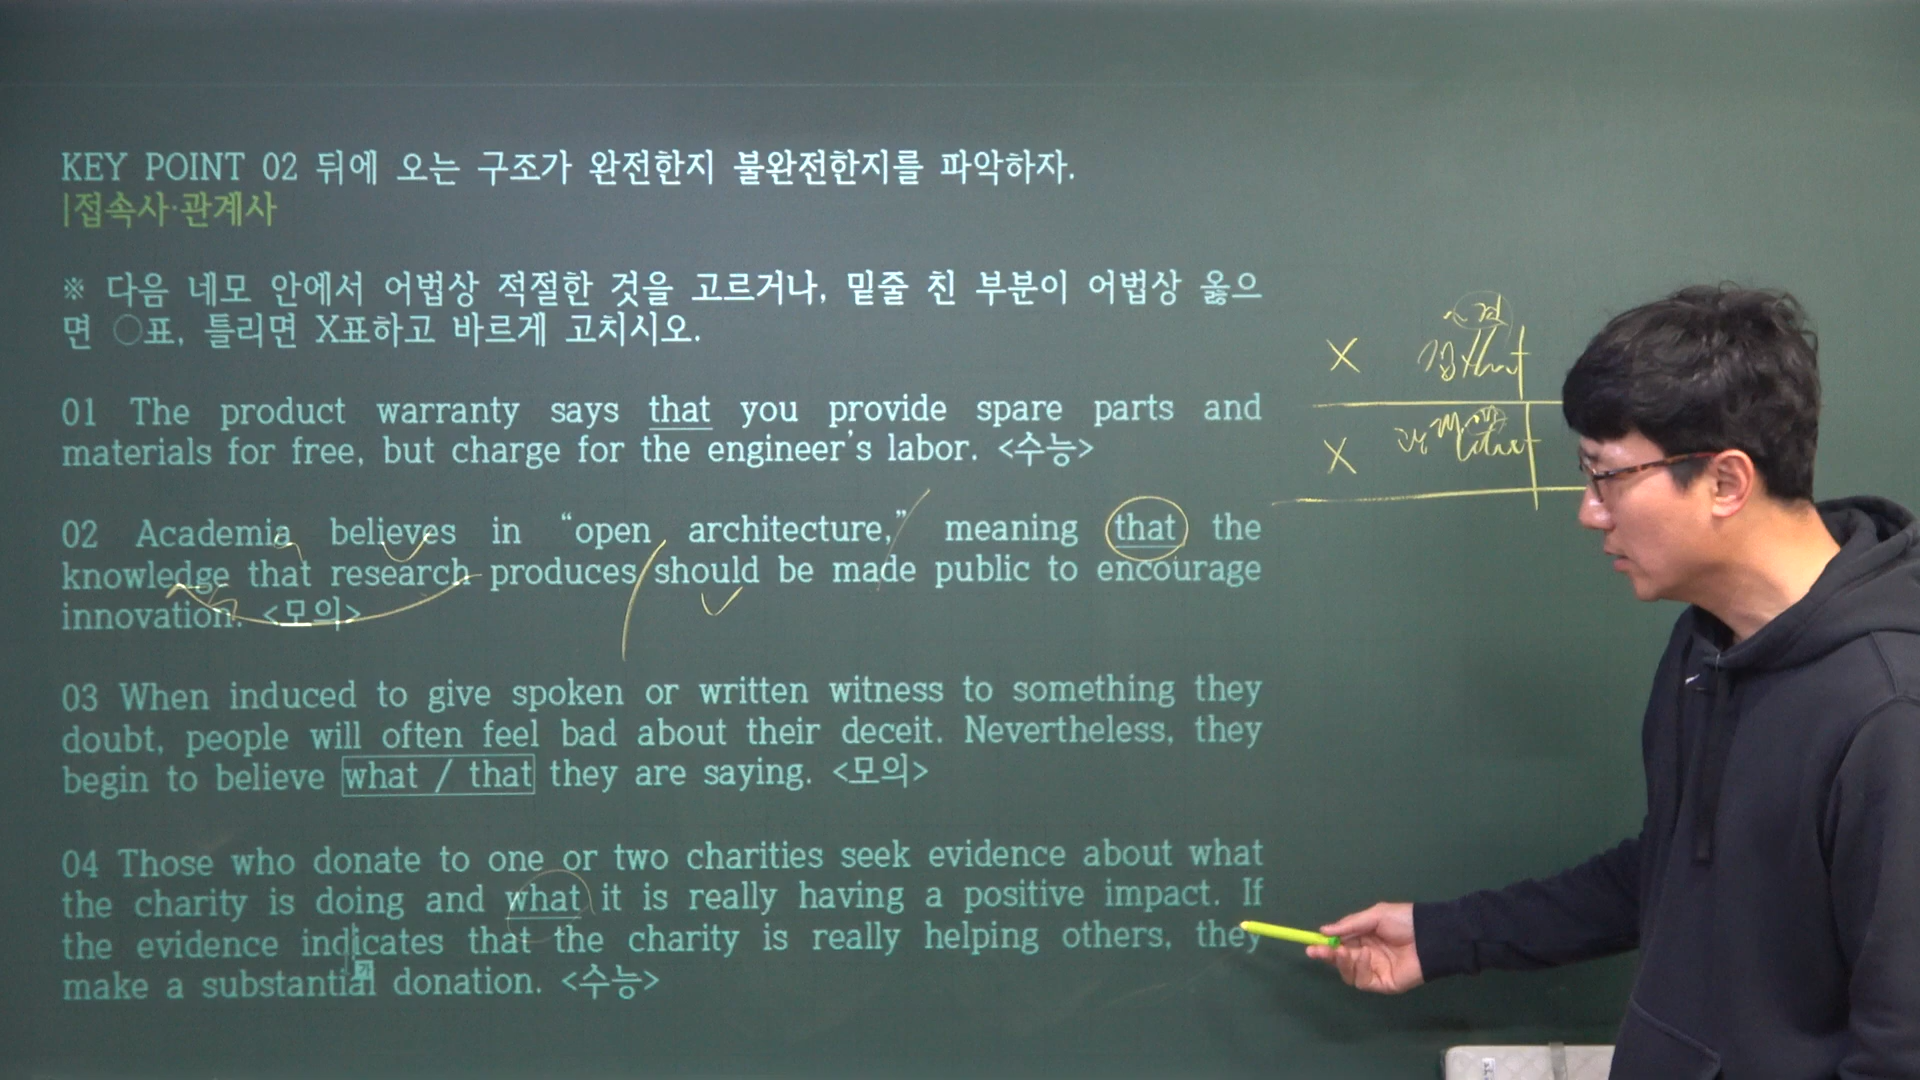 KEY POINT 02 뒤에 오는 구조가 완전한지 불완전한지를 파악하자.
|접속사·관계사
※ 다음 네모 안에서 어법상 적절한 것을 고르거나, 밑줄 친 부분이 어법상 옳으
면 ○표, 틀리면 X표하고 바르게 고치시오.
01 The product warranty says that you provide spare parts and
materials for free, but charge for the engineer's labor. <수능>
02 Academia believes in “open architecture,” meaning that the
knowledge that research produces should be made public to encourage
innovation. <모의>
03 When induced to give spoken or written witness to something they
doubt, people will often feel bad about their deceit. Nevertheless, they
begin to believe what / that they are saying. <모의>
04 Those who donate to one or two charities seek evidence about what
the charity is doing and what it is really having a positive impact. If
the evidence indicates that the charity is really helping others, they
make a substantial donation. <수능>
X
X